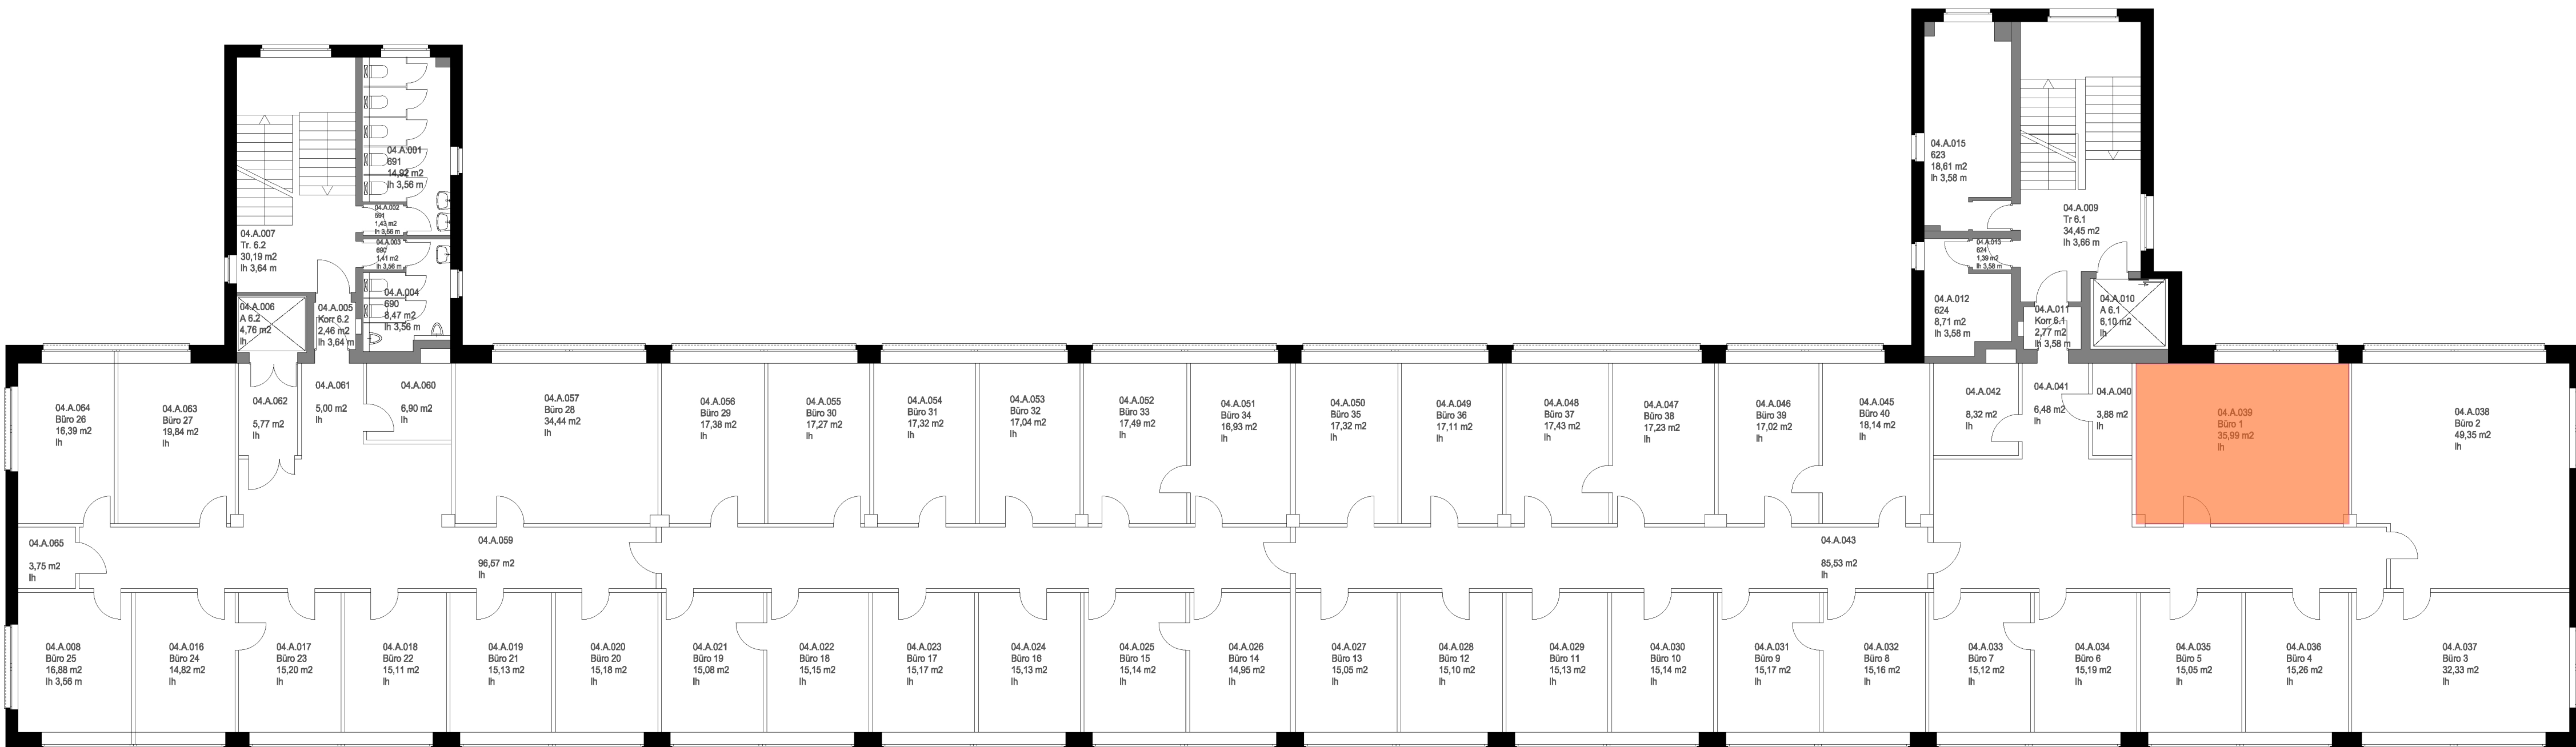 04.A.015
623
18,61 m2
lh 3,58 m
04.A.001
691
14,92 m2
lh 3,56 m
04.A.002
691
1,43 m2
lh 3,56 m
04.A.009
Tr 6.1
34,45 m2
lh 3,66 m
04.A.007
Tr. 6.2
30,19 m2
lh 3,64 m
04.A.003
690
1,41 m2
lh 3,56 m
04.A.013
624
1,39 m2
lh 3,58 m
04.A.004
690
8,47 m2
lh 3,56 m
04.A.006
A 6.2
4,76 m2
lh
04.A.005
Korr 6.2
2,46 m2
lh 3,64 m
04.A.012
624
8,71 m2
lh 3,58 m
04.A.011
Korr 6.1
2,77 m2
lh 3,58 m
04.A.010
A 6.1
6,10 m2
lh
04.A.064
Büro 26
16,39 m2
lh
04.A.063
Büro 27
19,84 m2
lh
04.A.062
5,77 m2
lh
04.A.061
5,00 m2
lh
04.A.060
6,90 m2
lh
04.A.057
Büro 28
34,44 m2
lh
04.A.056
Büro 29
17,38 m2
lh
04.A.055
Büro 30
17,27 m2
lh
04.A.054
Büro 31
17,32 m2
lh
04.A.053
Büro 32
17,04 m2
lh
04.A.052
Büro 33
17,49 m2
lh
04.A.051
Büro 34
16,93 m2
lh
04.A.050
Büro 35
17,32 m2
lh
04.A.049
Büro 36
17,11 m2
lh
04.A.048
Büro 37
17,43 m2
lh
04.A.047
Büro 38
17,23 m2
lh
04.A.046
Büro 39
17,02 m2
lh
04.A.045
Büro 40
18,14 m2
lh
04.A.042
8,32 m2
lh
04.A.041
6,48 m2
lh
04.A.040
3,88 m2
lh
04.A.039
Büro 1
35,99 m2
lh
04.A.038
Büro 2
49,35 m2
lh
04.A.065
3,75 m2
lh
04.A.059
96,57 m2
lh
04.A.043
85,53 m2
lh
04.A.008
Büro 25
16,88 m2
lh 3,56 m
04.A.016
Büro 24
14,82 m2
lh
04.A.017
Büro 23
15,20 m2
lh
04.A.018
Büro 22
15,11 m2
lh
04.A.019
Büro 21
15,13 m2
lh
04.A.020
Büro 20
15,18 m2
lh
04.A.021
Büro 19
15,08 m2
lh
04.A.022
Büro 18
15,15 m2
lh
04.A.023
Büro 17
15,17 m2
lh
04.A.024
Büro 16
15,13 m2
lh
04.A.025
Büro 15
15,14 m2
lh
04.A.026
Büro 14
14,95 m2
lh
04.A.027
Büro 13
15,05 m2
lh
04.A.028
Büro 12
15,10 m2
lh
04.A.029
Büro 11
15,13 m2
lh
04.A.030
Büro 10
15,14 m2
lh
04.A.031
Büro 9
15,17 m2
lh
04.A.032
Büro 8
15,16 m2
lh
04.A.033
Büro 7
15,12 m2
lh
04.A.034
Büro 6
15,19 m2
lh
04.A.035
Büro 5
15,05 m2
lh
04.A.036
Büro 4
15,26 m2
lh
04.A.037
Büro 3
32,33 m2
lh